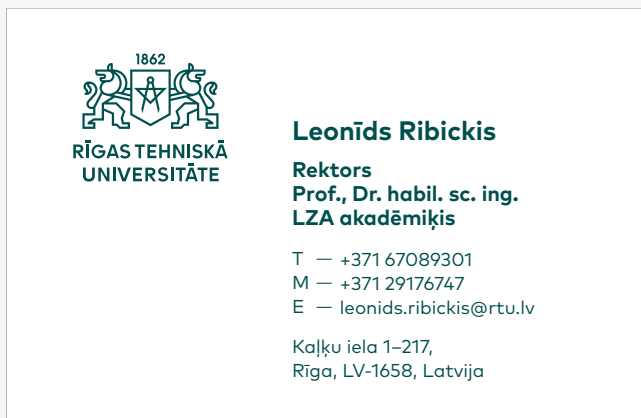 1862
RĪGAS TEHNISKĀ
UNIVERSITĀTE
Leonīds Ribickis
Rektors
Prof., Dr. habil. sc. ing.
LZA akadēmiķis
T — +371 67089301
M — +371 29176747
E — leonids.ribickis@rtu.lv
Kaļķu iela 1–217,
Rīga, LV-1658, Latvija